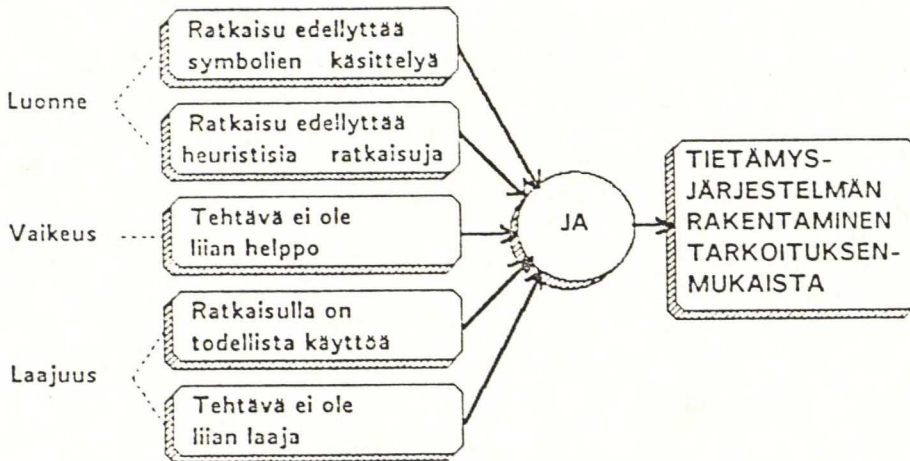 Ratkaisu edellyttää
symbolien käsittelyä
Luonne
Ratkaisu edellyttää
heuristisia ratkaisuja
Vaikeus
Tehtävä ei ole
liian helppo
Ratkaisulla on
todellista käyttöä
Laajuus
Tehtävä ei ole
liian laaja
JA
TIETÄMYS-
JÄRJESTELMÄN
RAKENTAMINEN
TARKOITUKSEN-
MUKAISTA